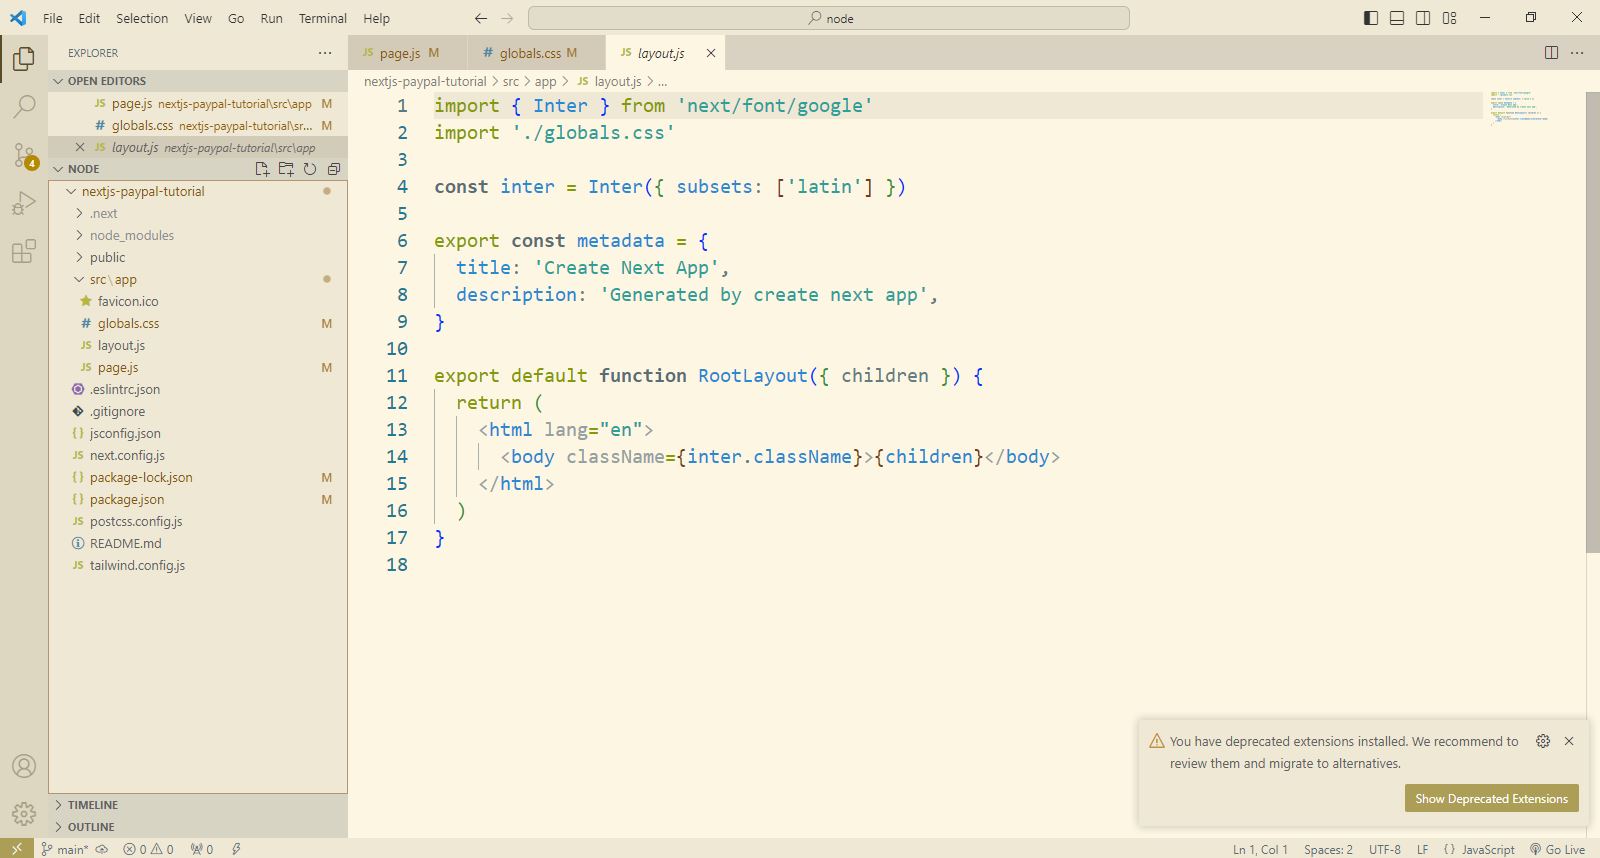 File Edit Selection View Go Run Terminal Help
node
EXPLORER
page.js M
globals.css M
layout.js
OPEN EDITORS
page.js nextjs-paypal-tutorial\src\app M
globals.css nextjs-paypal-tutorial\sr... M
layout.js nextjs-paypal-tutorial\src\app
NODE
nextjs-paypal-tutorial
.next
node_modules
public
src\app
favicon.ico
globals.css M
layout.js
page.js M
.eslintrc.json
.gitignore
jsconfig.json
next.config.js
package-lock.json M
package.json M
postcss.config.js
README.md
tailwind.config.js
TIMELINE
OUTLINE
4
nextjs-paypal-tutorial > src > app > JS layout.js > ...
1 import { Inter } from 'next/font/google'
2 import './globals.css'
3
4 const inter = Inter({ subsets: ['latin'] })
5
6 export const metadata = {
7 title: 'Create Next App',
8 description: 'Generated by create next app',
9 }
10
11 export default function RootLayout({ children }) {
12 return (
13 <html lang="en">
14 <body className={inter.className}>{children}</body>
15 </html>
16 )
17 }
18
You have deprecated extensions installed. We recommend to
review them and migrate to alternatives.
Show Deprecated Extensions
main* 0 0 0
Ln 1, Col 1 Spaces: 2 UTF-8 LF {} JavaScript Go Live